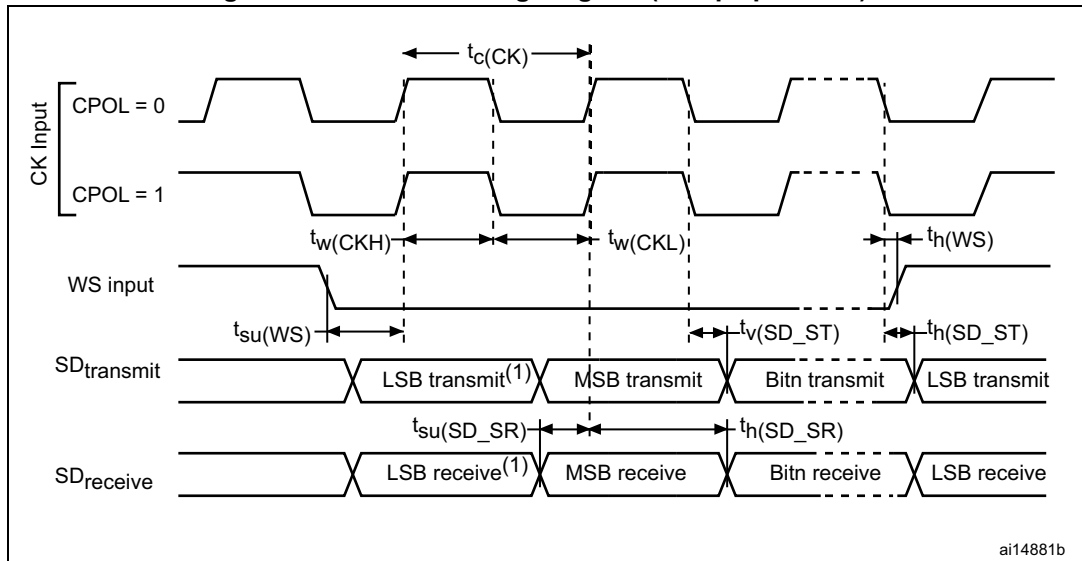 tc(CK)
CK Input
CPOL = 0
CPOL = 1
tw(CKH)
tw(CKL)
th(WS)
WS input
tsu(WS)
tv(SD_ST)
th(SD_ST)
SDtransmit
LSB transmit(1)
MSB transmit
Bitn transmit
LSB transmit
tsu(SD_SR)
th(SD_SR)
SDreceive
LSB receive(1)
MSB receive
Bitn receive
LSB receive
ai14881b